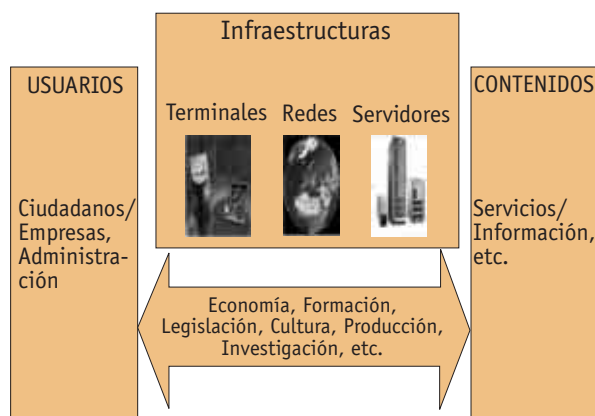 Infraestructuras
Terminales Redes Servidores
USUARIOS
Ciudadanos/
Empresas,
Administra-
ción
CONTENIDOS
Servicios/
Información,
etc.
Economía, Formación,
Legislación, Cultura, Producción,
Investigación, etc.